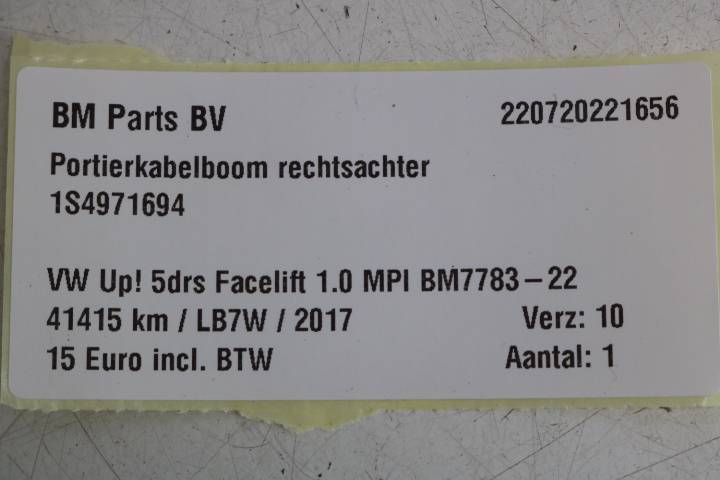 BM Parts BV 220720221656
Portierkabelboom rechtsachter
1S4971694
VW Up! 5drs Facelift 1.0 MPI BM7783-22
41415 km / LB7W / 2017 Verz: 10
15 Euro incl. BTW Aantal: 1